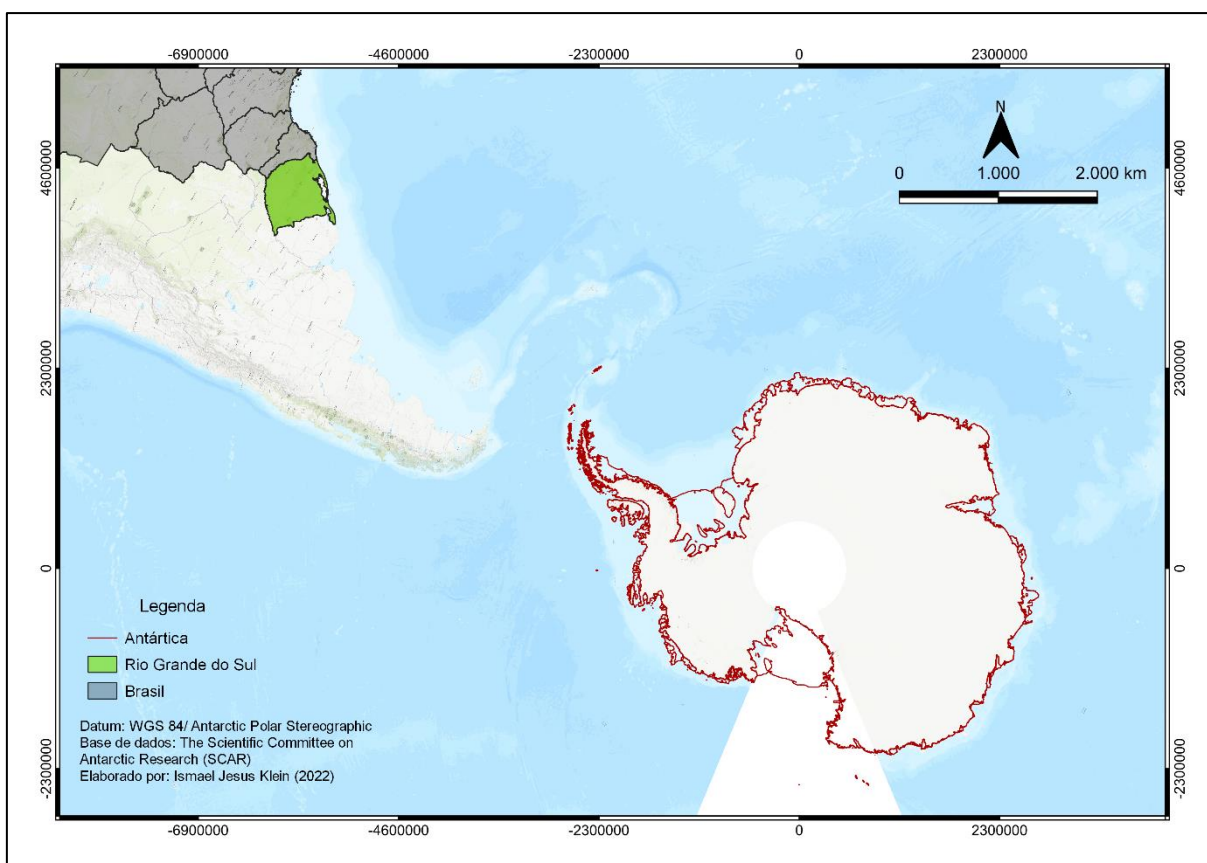 -6900000 -4600000 -2300000 0 2300000
N
0 1.000 2.000 km
4600000 4600000
2300000 2300000
0 0
-2300000 -2300000
Legenda
Antártica
Rio Grande do Sul
Brasil
Datum: WGS 84/ Antarctic Polar Stereographic
Base de dados: The Scientific Committee on
Antarctic Research (SCAR)
Elaborado por: Ismael Jesus Klein (2022)
-6900000 -4600000 -2300000 0 2300000